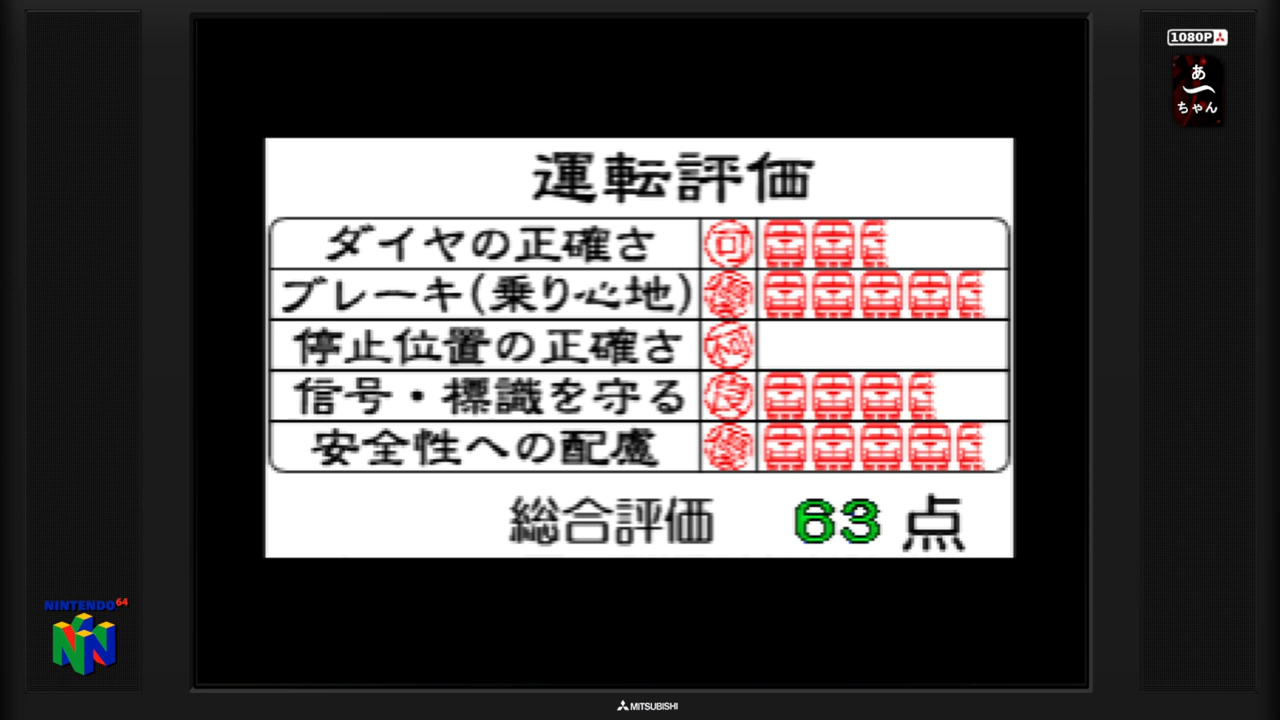 1080P
あ〜ちゃん
運転評価
ダイヤの正確さ 可
ブレーキ(乗り心地) 優
停止位置の正確さ
信号・標識を守る 良
安全性への配慮 優
総合評価 63 点
NINTENDO64
MITSUBISHI